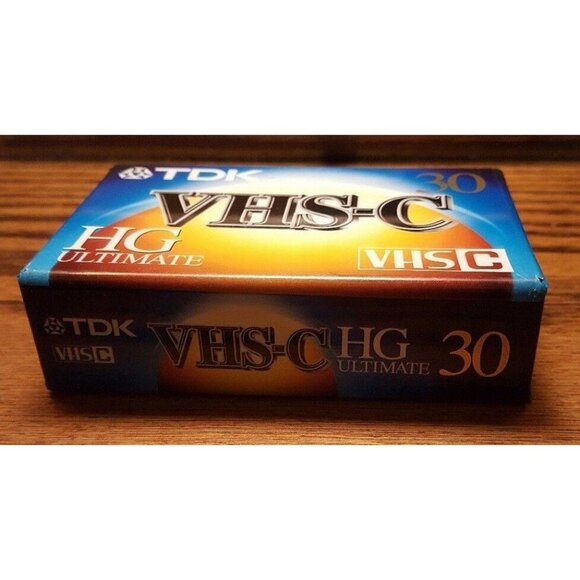 TDK
30
VHS-C
HG
ULTIMATE
VHS C
TDK
VHS C
VHS-C
HG
ULTIMATE
30